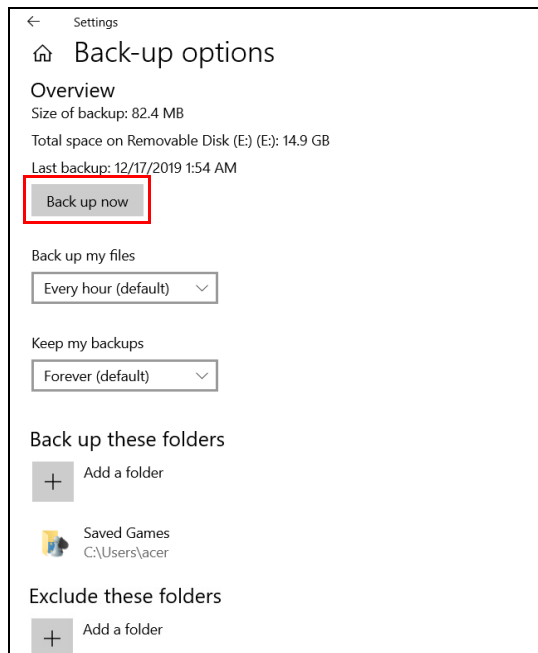 Settings
Back-up options
Overview
Size of backup: 82.4 MB
Total space on Removable Disk (E:) (E:): 14.9 GB
Last backup: 12/17/2019 1:54 AM
Back up now
Back up my files
Every hour (default)
Keep my backups
Forever (default)
Back up these folders
Add a folder
Saved Games
C:\Users\acer
Exclude these folders
Add a folder